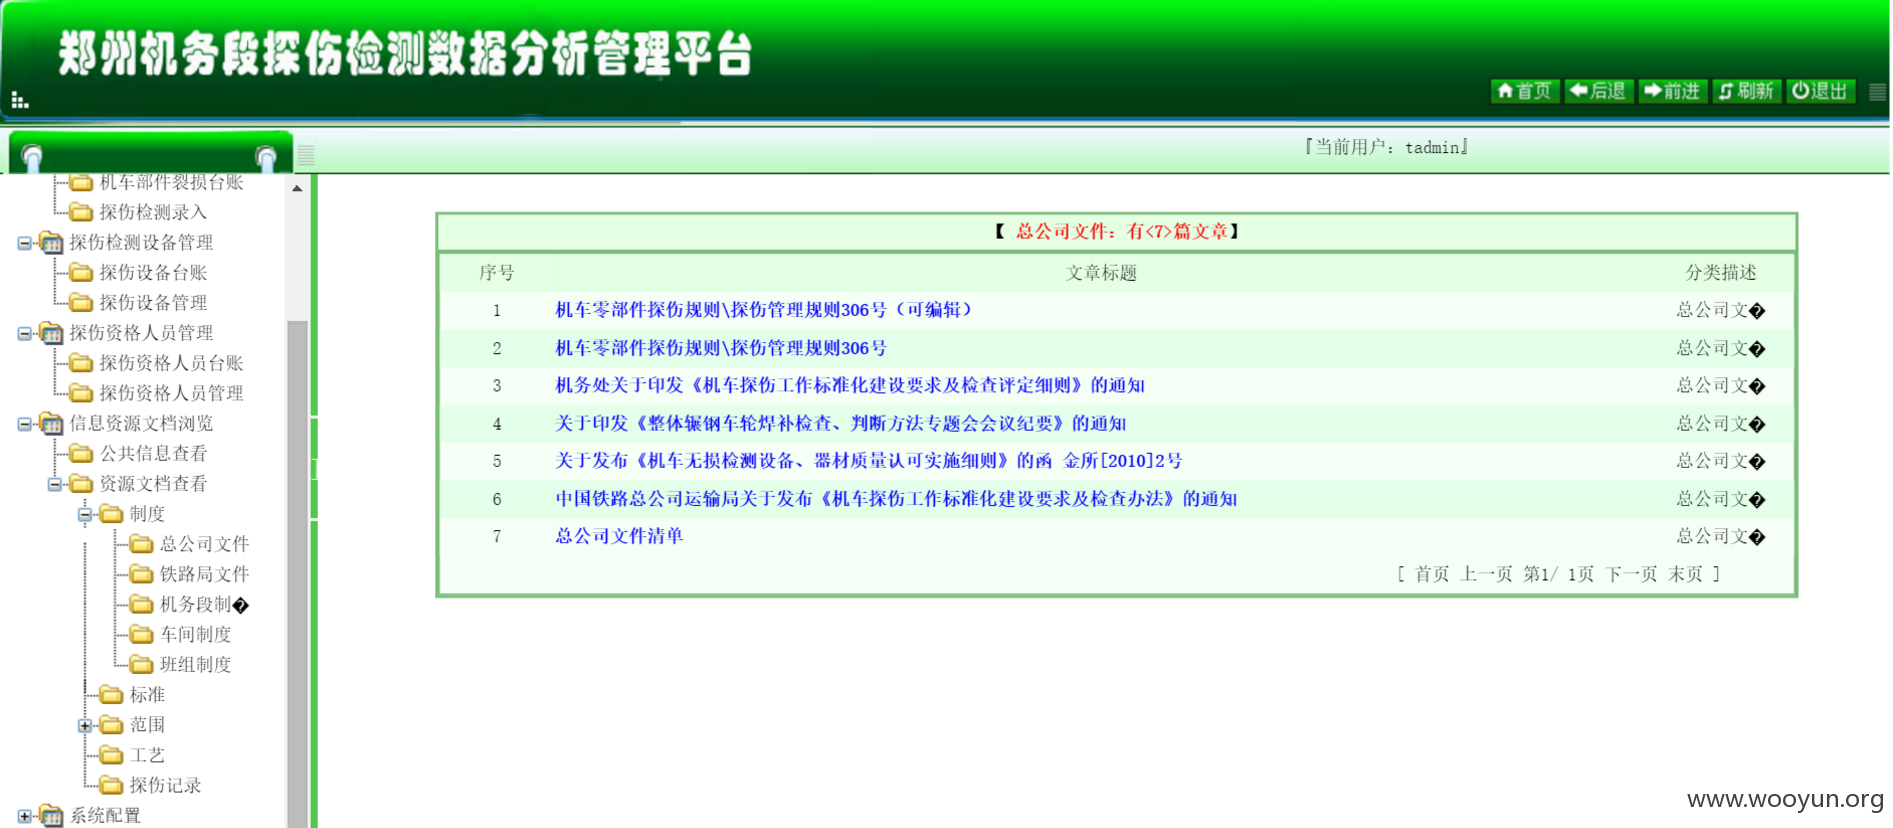 郑州机务段探伤检测数据分析管理平台
首页 后退 前进 刷新 退出
『当前用户：tadmin』
机车部件裂损台账
探伤检测录入
探伤检测设备管理
探伤设备台账
探伤设备管理
探伤资格人员管理
探伤资格人员台账
探伤资格人员管理
信息资源文档浏览
公共信息查看
资源文档查看
制度
总公司文件
铁路局文件
机务段制�
车间制度
班组制度
标准
范围
工艺
探伤记录
系统配置
【 总公司文件：有<7>篇文章】
序号 文章标题 分类描述
1 机车零部件探伤规则\探伤管理规则306号（可编辑） 总公司文�
2 机车零部件探伤规则\探伤管理规则306号 总公司文�
3 机务处关于印发《机车探伤工作标准化建设要求及检查评定细则》的通知 总公司文�
4 关于印发《整体辗钢车轮焊补检查、判断方法专题会会议纪要》的通知 总公司文�
5 关于发布《机车无损检测设备、器材质量认可实施细则》的函 金所[2010]2号 总公司文�
6 中国铁路总公司运输局关于发布《机车探伤工作标准化建设要求及检查办法》的通知 总公司文�
7 总公司文件清单 总公司文�
[ 首页 上一页 第1/ 1页 下一页 末页 ]
www.wooyun.org